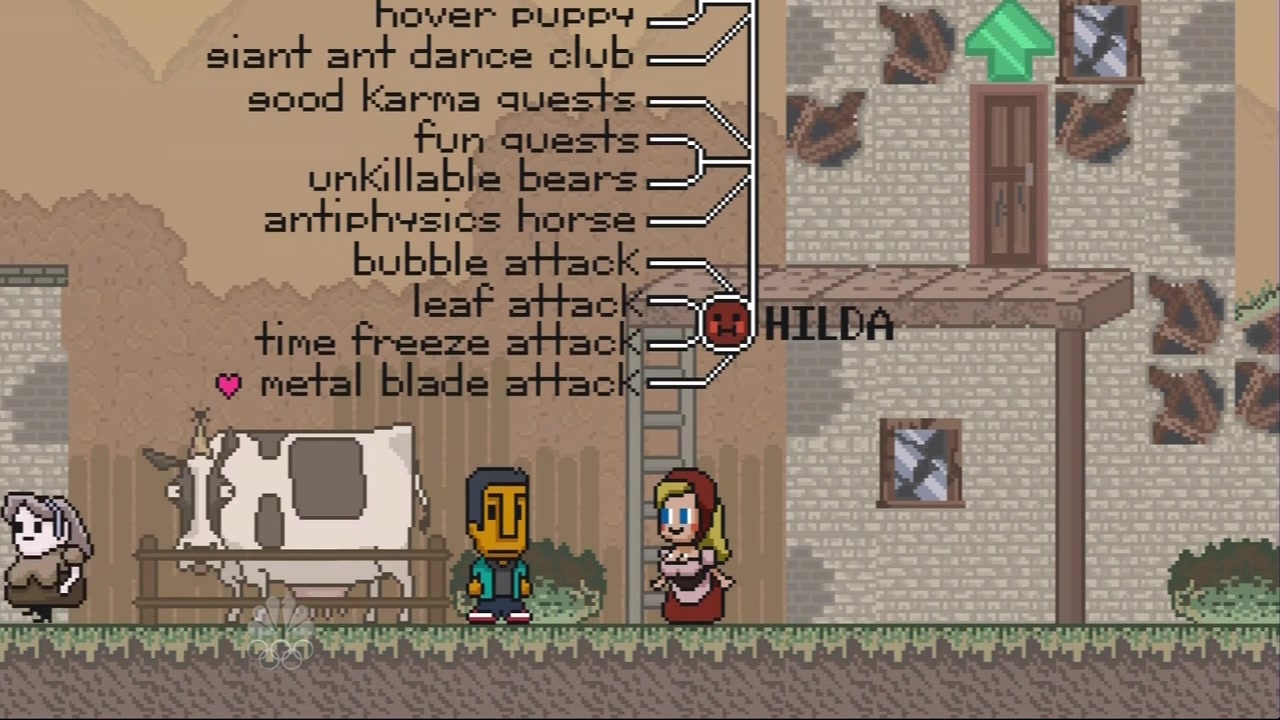 hover puppy
giant ant dance club
good karma quests
fun quests
unkillable bears
antiphysics horse
bubble attack
leaf attack
HILDA
time freeze attack
metal blade attack